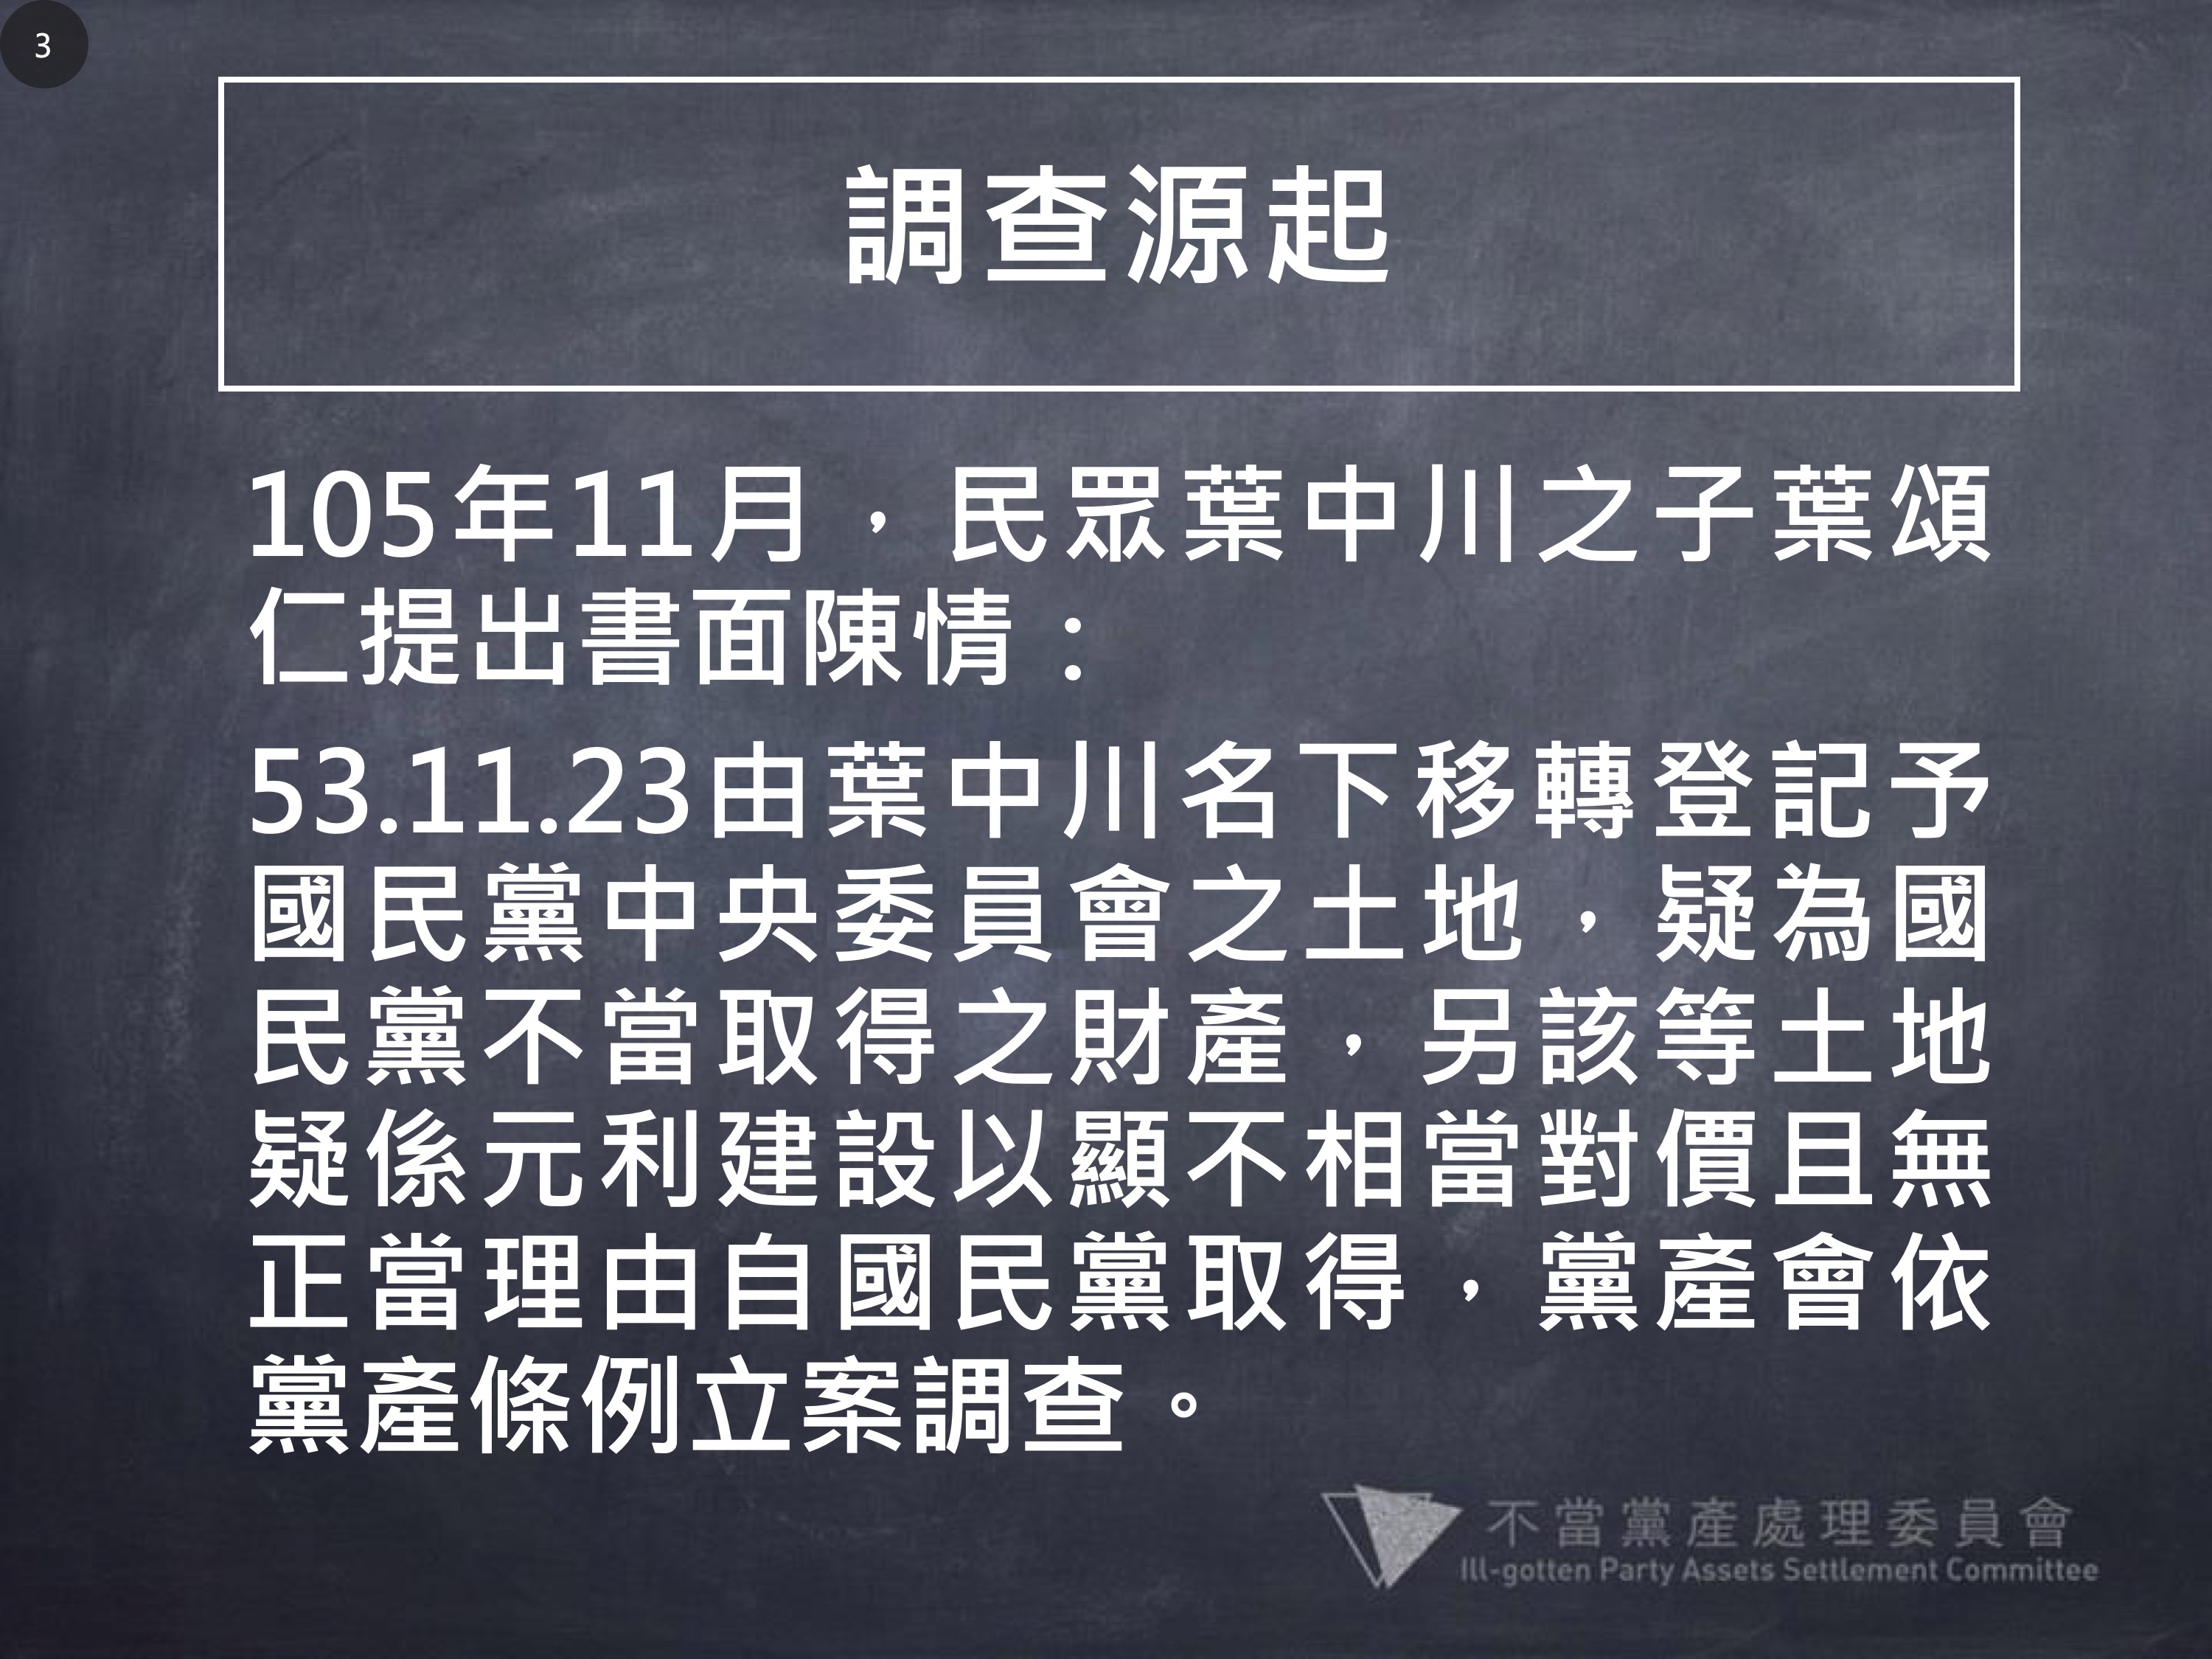 3
調查源起
105年11月，民眾葉中川之子葉頌
仁提出書面陳情：
53.11.23由葉中川名下移轉登記予
國民黨中央委員會之土地，疑為國
民黨不當取得之財產，另該等土地
疑係元利建設以顯不相當對價且無
正當理由自國民黨取得，黨產會依
黨產條例立案調查。
不當黨產處理委員會
Ill-gotten Party Assets Settlement Committee